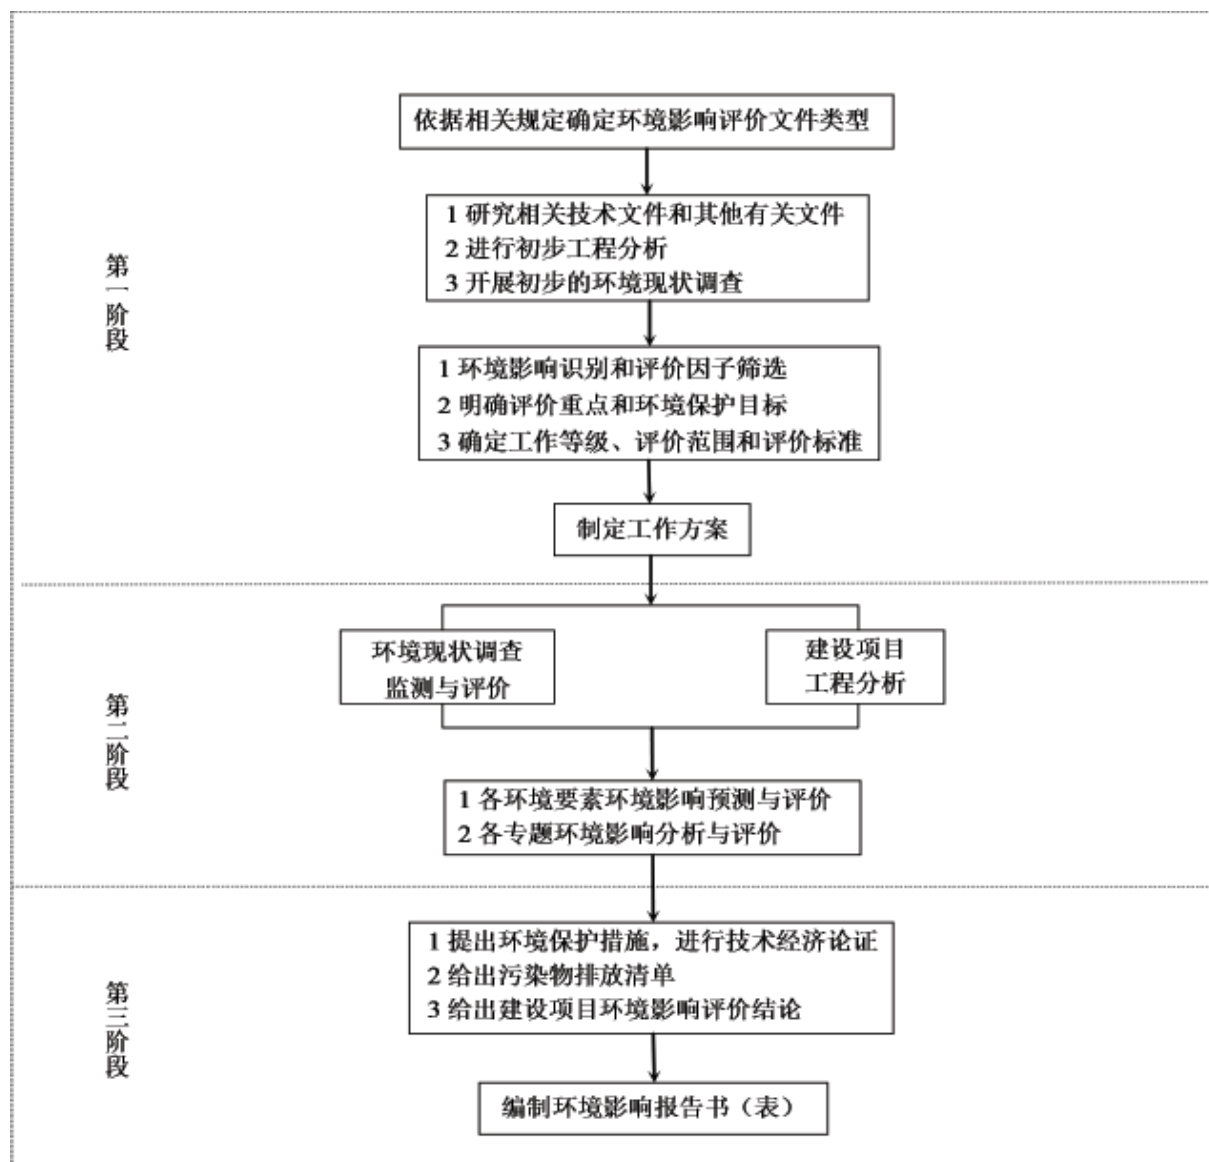 依据相关规定确定环境影响评价文件类型
1 研究相关技术文件和其他有关文件
2 进行初步工程分析
3 开展初步的环境现状调查
第一阶段
1 环境影响识别和评价因子筛选
2 明确评价重点和环境保护目标
3 确定工作等级、评价范围和评价标准
制定工作方案
环境现状调查
监测与评价
建设项目
工程分析
第二阶段
1 各环境要素环境影响预测与评价
2 各专题环境影响分析与评价
1 提出环境保护措施，进行技术经济论证
2 给出污染物排放清单
3 给出建设项目环境影响评价结论
第三阶段
编制环境影响报告书（表）